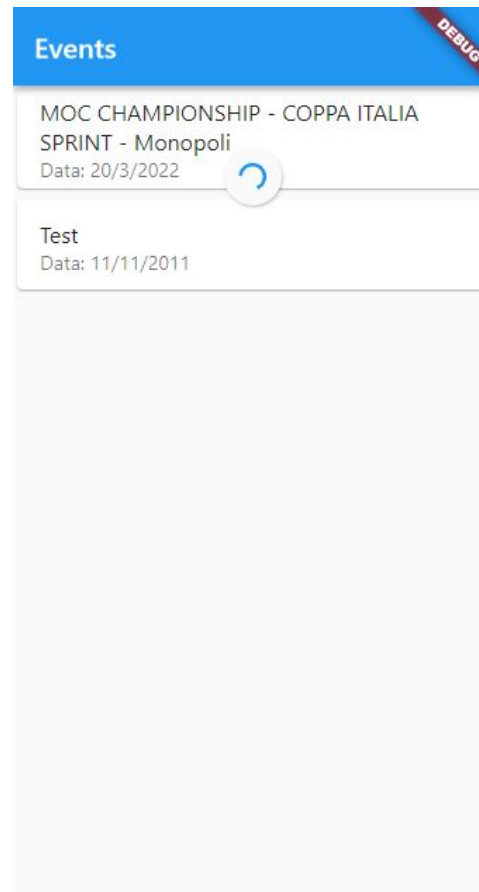 Events
DEBUG
MOC CHAMPIONSHIP - COPPA ITALIA
SPRINT - Monopoli
Data: 20/3/2022
Test
Data: 11/11/2011